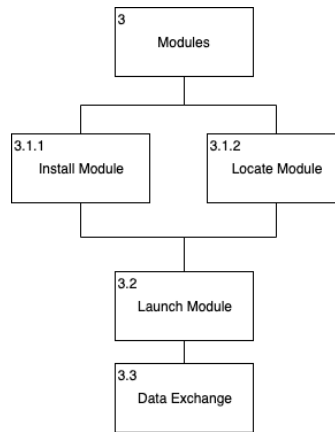 3
Modules
3.1.1
Install Module
3.1.2
Locate Module
3.2
Launch Module
3.3
Data Exchange